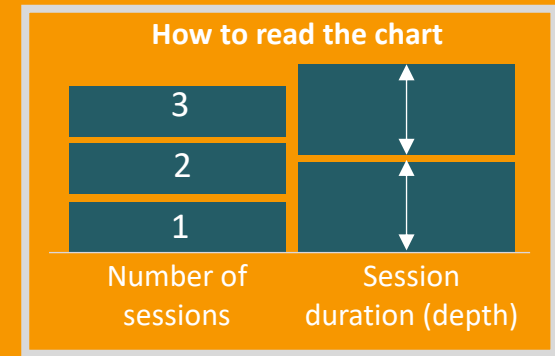 How to read the chart
3
2
1
Number of
sessions
Session
duration (depth)